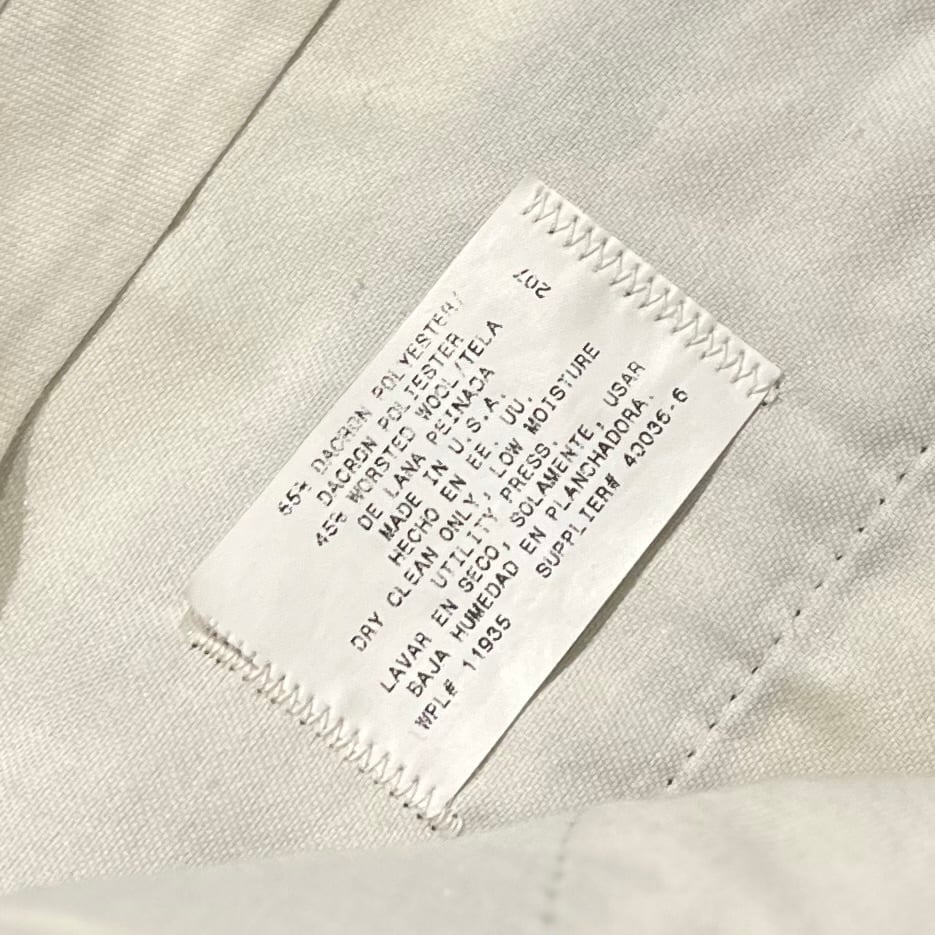 55% DACRON POLYESTER/
DACRON POLIESTER
45% WORSTED WOOL/TELA
DE LANA PEINADA
MADE IN U.S.A.
HECHO EN EE. UU.
DRY CLEAN ONLY, LOW MOISTURE
UTILITY PRESS.
LAVAR EN SECO, SOLAMENTE, USAR
BAJA HUMEDAD EN PLANCHADORA.
WPL# 11935 SUPPLIER# 40036-6
207